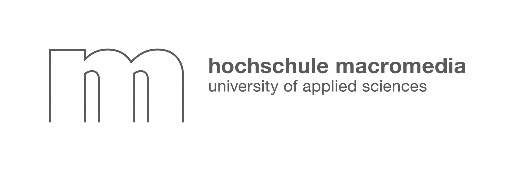 m hochschule macromedia
university of applied sciences